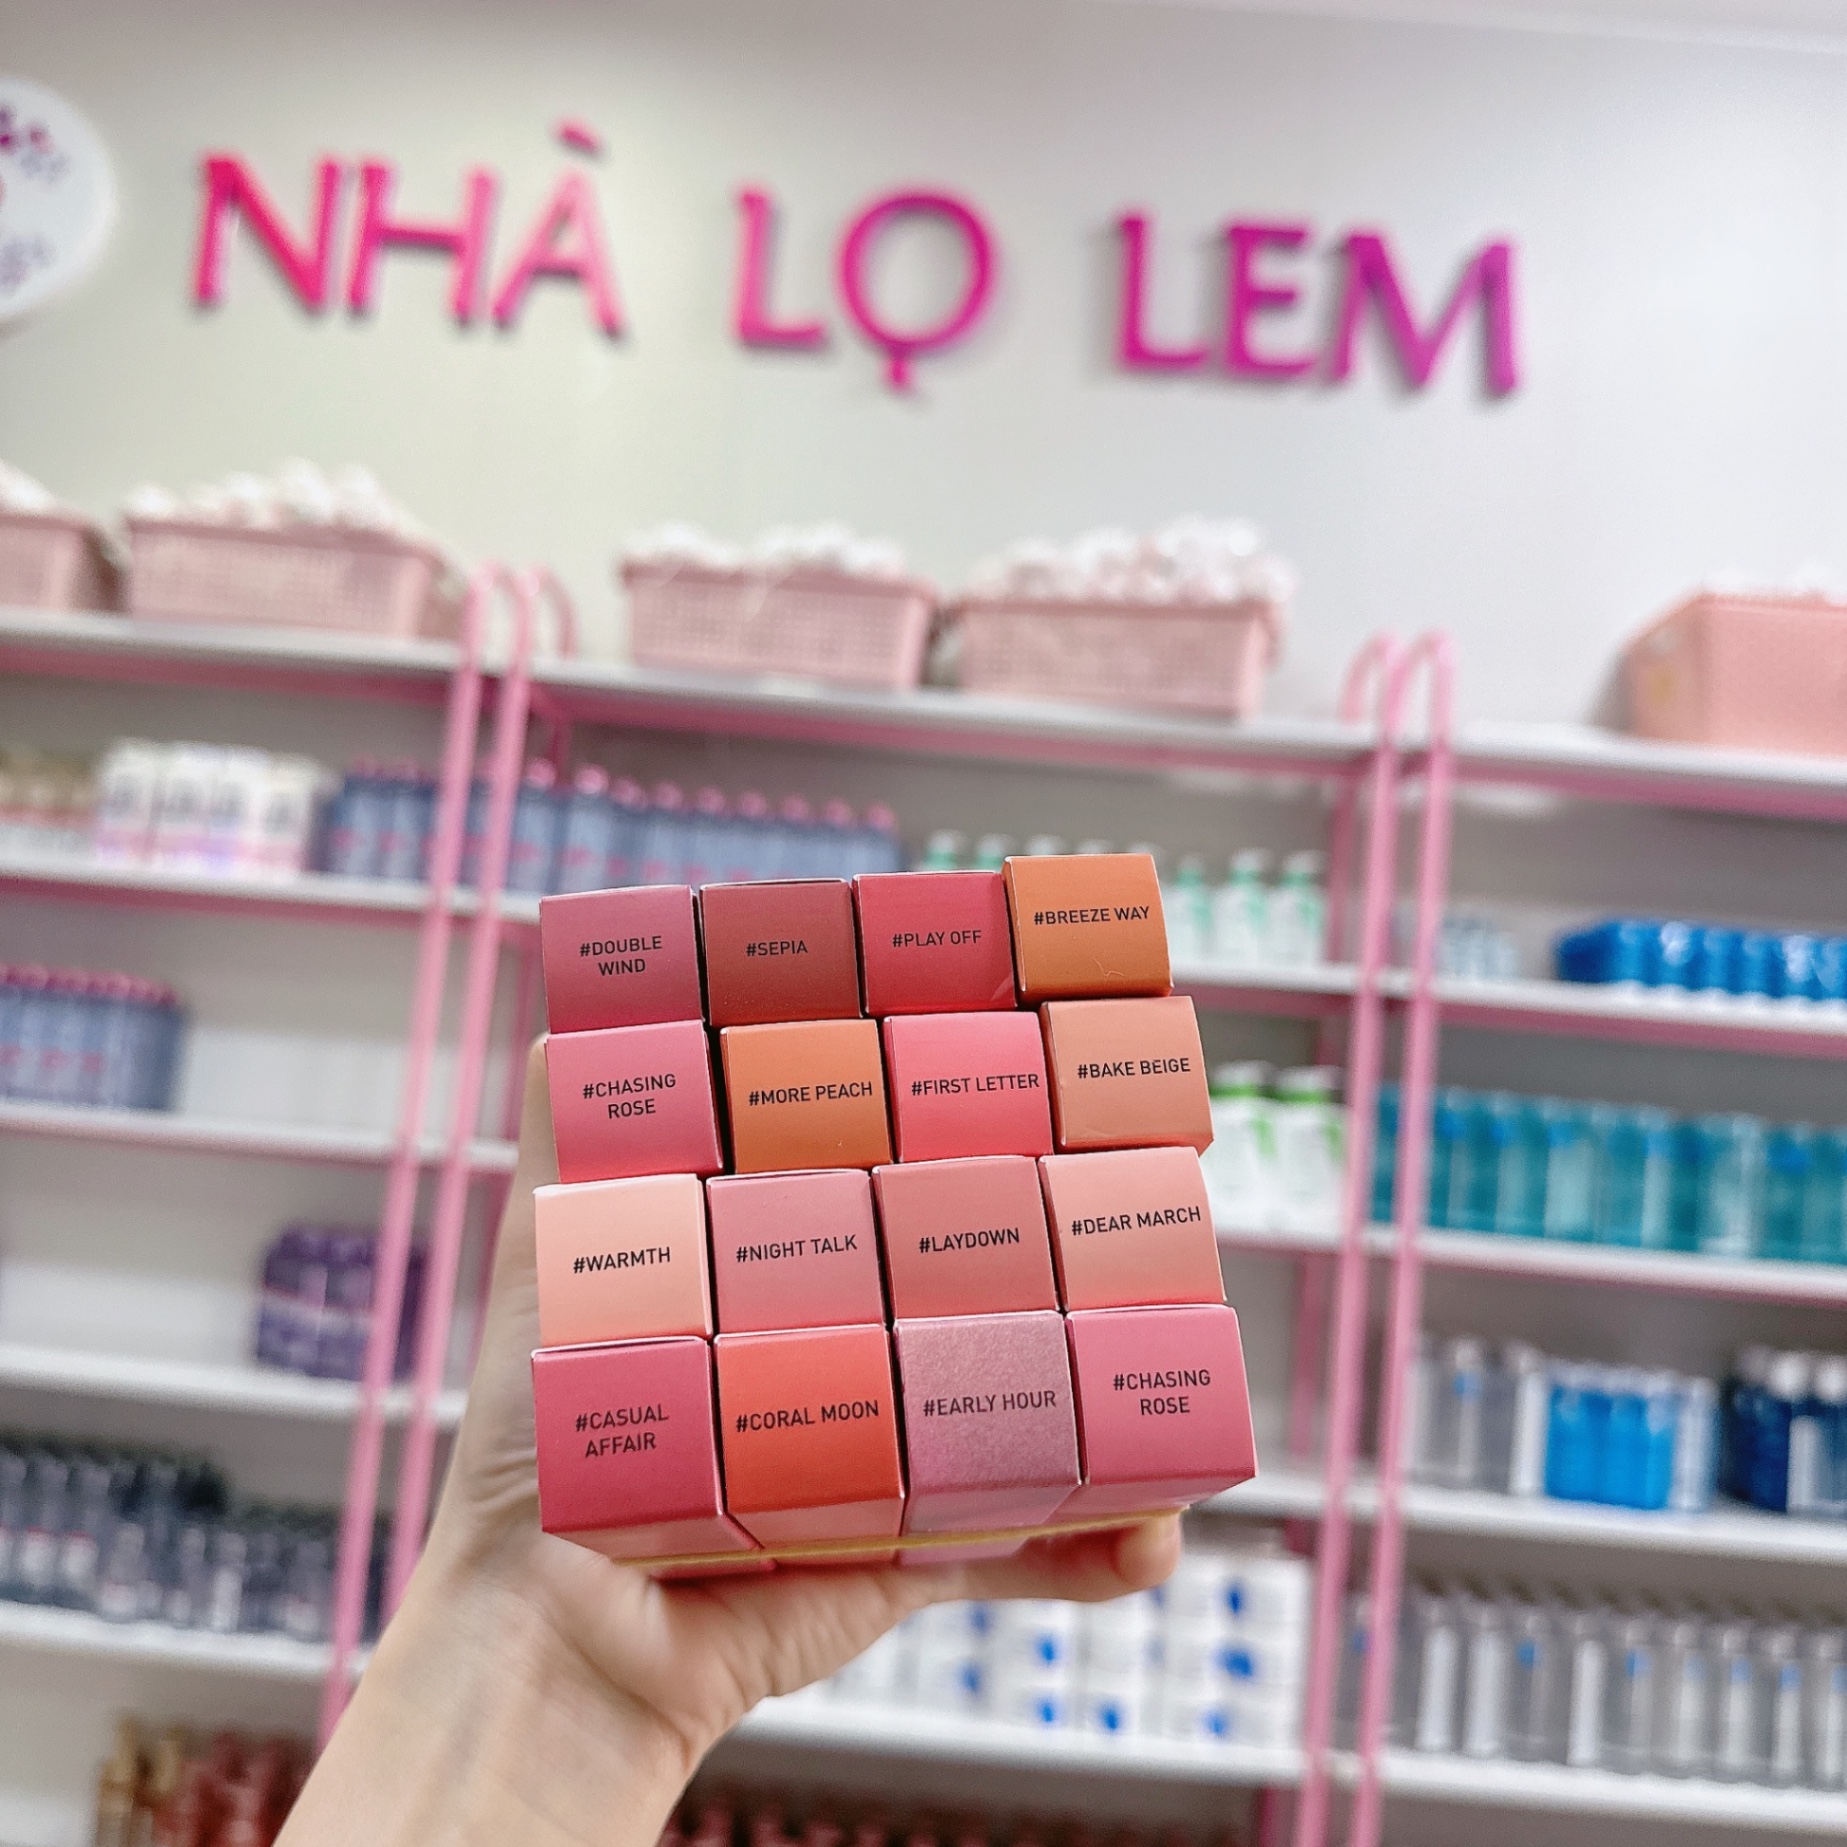 NHÀ LỌ LEM
#DOUBLE
WIND
#SEPIA
#PLAY OFF
#BREEZE WAY
#CHASING
ROSE
#MORE PEACH
#FIRST LETTER
#BAKE BEIGE
#WARMTH
#NIGHT TALK
#LAYDOWN
#DEAR MARCH
#CASUAL
AFFAIR
#CORAL MOON
#EARLY HOUR
#CHASING
ROSE